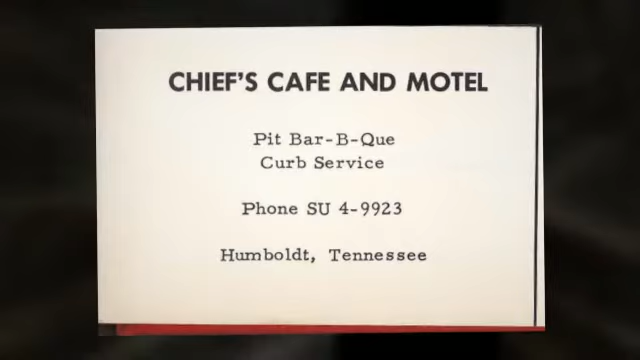 CHIEF'S CAFE AND MOTEL
Pit Bar-B-Que
Curb Service
Phone SU 4-9923
Humboldt, Tennessee